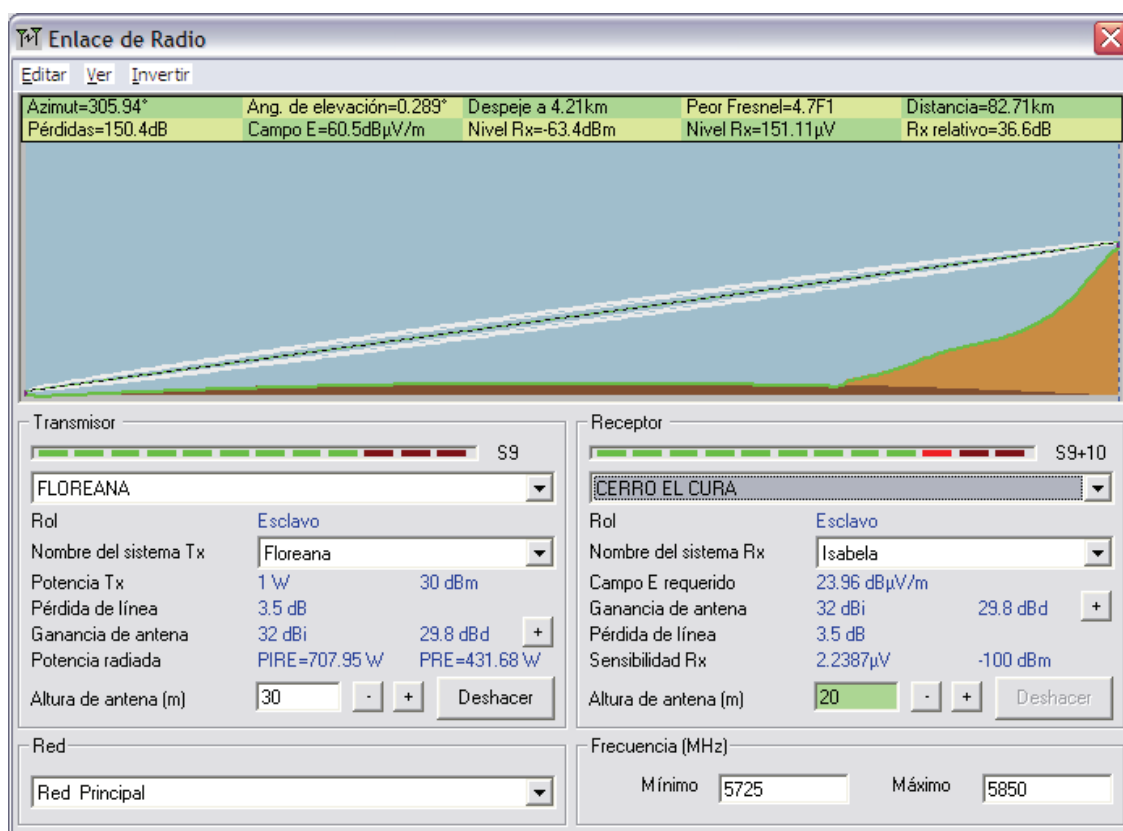 Enlace de Radio
Editar Ver Invertir
Azimut=305.94° Ang. de elevación=0.289° Despeje a 4.21km Peor Fresnel=4.7F1 Distancia=82.71km
Pérdidas=150.4dB Campo E=60.5dBµV/m Nivel Rx=-63.4dBm Nivel Rx=151.11µV Rx relativo=36.6dB
Transmisor
S9
FLOREANA
Rol Esclavo
Nombre del sistema Tx Floreana
Potencia Tx 1 W 30 dBm
Pérdida de línea 3.5 dB
Ganancia de antena 32 dBi 29.8 dBd +
Potencia radiada PIRE=707.95 W PRE=431.68 W
Altura de antena (m) 30 - + Deshacer
Receptor
S9+10
CERRO EL CURA
Rol Esclavo
Nombre del sistema Rx Isabela
Campo E requerido 23.96 dBµV/m
Ganancia de antena 32 dBi 29.8 dBd +
Pérdida de línea 3.5 dB
Sensibilidad Rx 2.2387µV -100 dBm
Altura de antena (m) 20 - + Deshacer
Red
Red Principal
Frecuencia (MHz)
Mínimo 5725 Máximo 5850